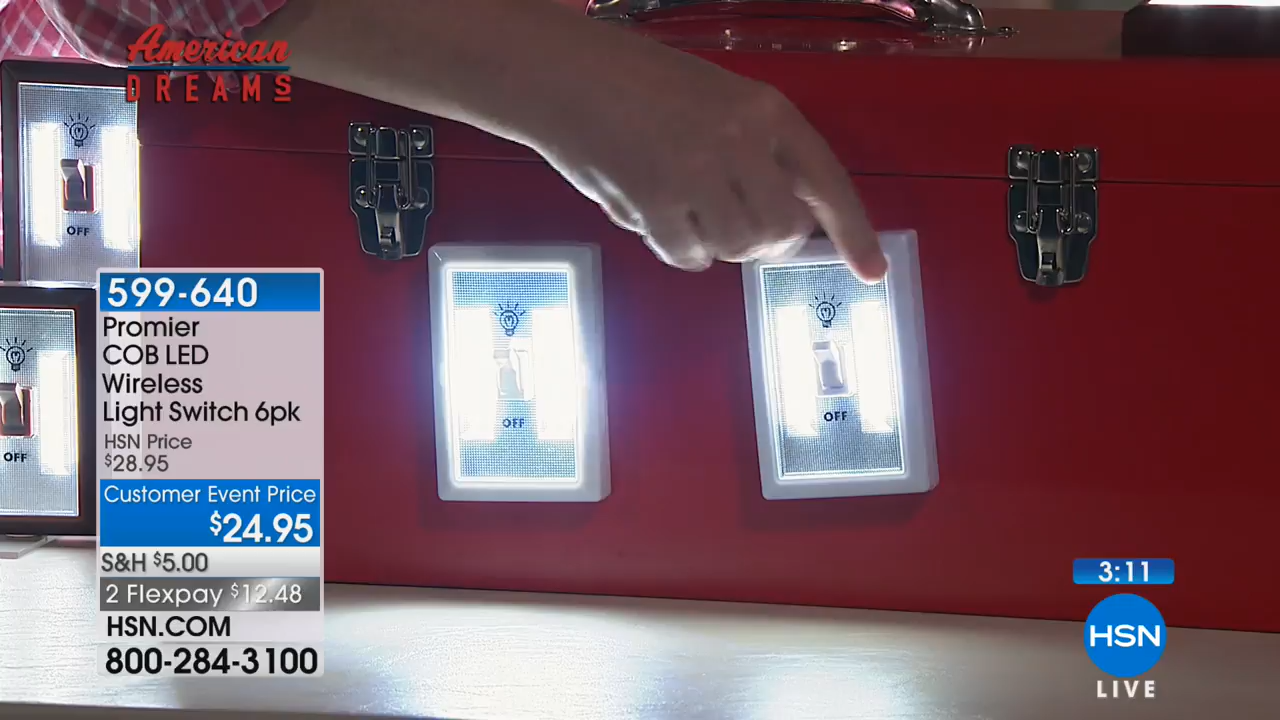 American
DREAMS
OFF
OFF
OFF
OFF
599-640
Promier
COB LED
Wireless
Light Switch 6pk
HSN Price
$28.95
Customer Event Price
$24.95
S&H $5.00
2 Flexpay $12.48
HSN.COM
800-284-3100
3:11
HSN
LIVE